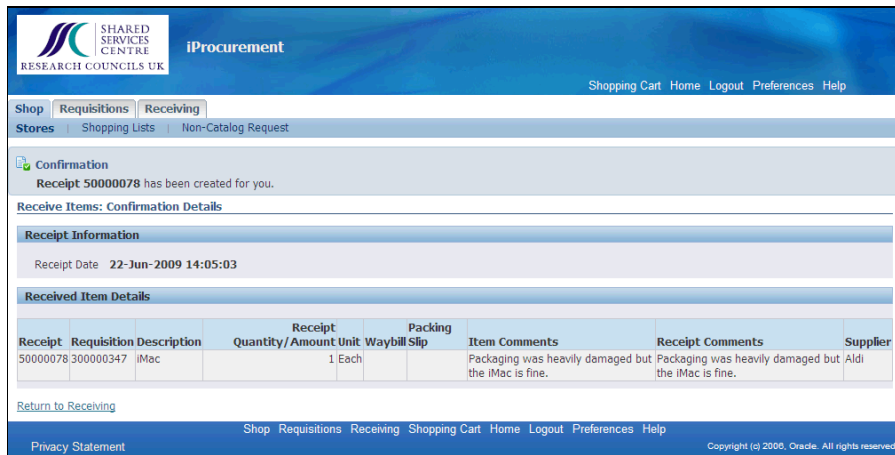 SHARED
SERVICES
CENTRE
RESEARCH COUNCILS UK
iProcurement
Shopping Cart Home Logout Preferences Help
Shop Requisitions Receiving
Stores | Shopping Lists | Non-Catalog Request
Confirmation
Receipt 50000078 has been created for you.
Receive Items: Confirmation Details
Receipt Information
Receipt Date 22-Jun-2009 14:05:03
Received Item Details
Receipt Packing
Receipt Requisition Description Quantity/Amount Unit Waybill Slip Item Comments Receipt Comments Supplier
50000078 300000347 iMac 1 Each Packaging was heavily damaged but Packaging was heavily damaged but Aldi
the iMac is fine. the iMac is fine.
Return to Receiving
Shop Requisitions Receiving Shopping Cart Home Logout Preferences Help
Privacy Statement Copyright (c) 2006, Oracle. All rights reserved